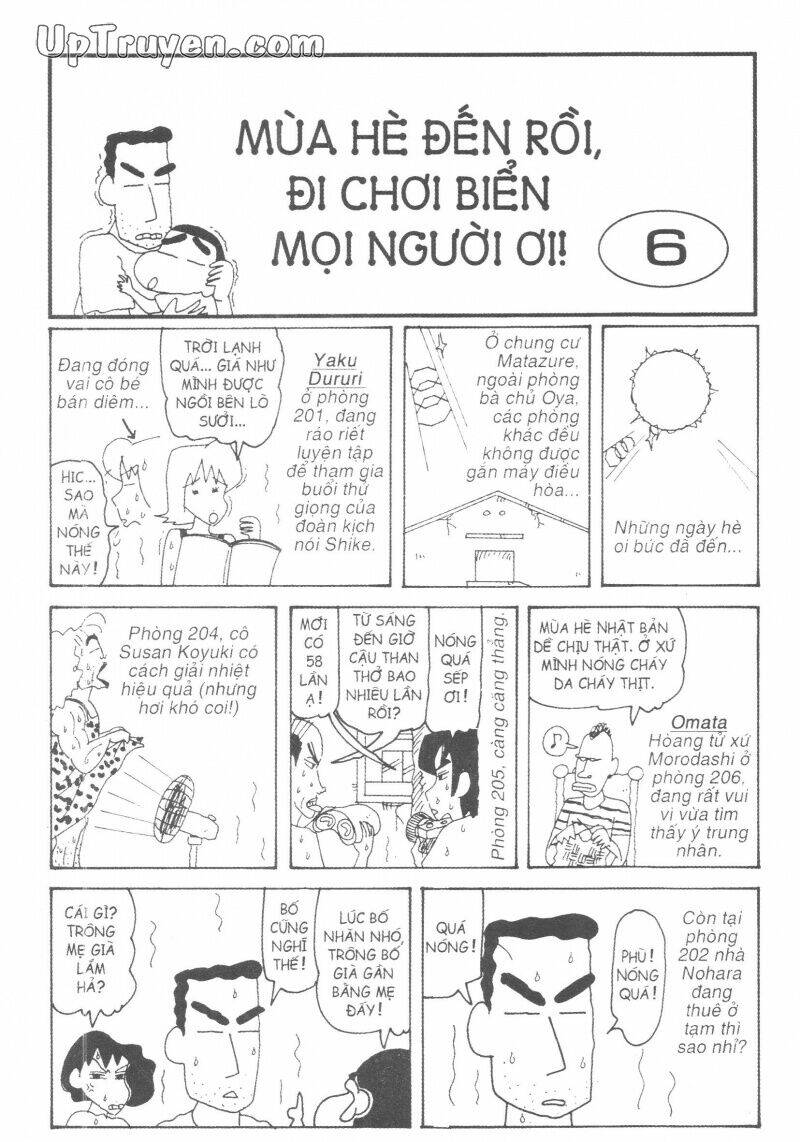 UpTruyen.com
MÙA HÈ ĐẾN RỒI,
ĐI CHƠI BIỂN
MỌI NGƯỜI ƠI!
6
Những ngày hè
oi bức đã đến...
Ở chung cư
Matazure,
ngoài phòng
bà chủ Oya,
các phòng
khác đều
không được
gắn máy điều
hòa...
Yaku
Dururi
ở phòng
201, đang
ráo riết
luyện tập
để tham gia
buổi thử
giọng của
đoàn kịch
nói Shike.
TRỜI LẠNH
QUÁ... GIÁ NHƯ
MÌNH ĐƯỢC
NGỒI BÊN LÒ
SƯỞI...
Đang đóng
vai cô bé
bán diêm...
HIC...
SAO
MÀ
NÓNG
THẾ
NÀY!
MÙA HÈ NHẬT BẢN
DỄ CHỊU THẬT. Ở XỨ
MÌNH NÓNG CHÁY
DA CHÁY THỊT.
Omata
Hoàng tử xứ
Morodashi ở
phòng 206,
đang rất vui
vì vừa tìm
thấy ý trung
nhân.
Phòng 205, căng căng thẳng.
NÓNG
QUÁ
SẾP
ƠI!
TỪ SÁNG
ĐẾN GIỜ
CẬU THAN
THỞ BAO
NHIÊU LẦN
RỒI?
MỚI
CÓ
58
LẦN
Ạ!
Phòng 204, cô
Susan Koyuki có
cách giải nhiệt
hiệu quả (nhưng
hơi khó coi!)
Còn tại
phòng
202 nhà
Nohara
đang
thuê ở
tạm thì
sao nhỉ?
PHÙ!
NÓNG
QUÁ!
QUÁ
NÓNG!
LÚC BỐ
NHĂN NHÓ,
TRÔNG BỐ
GIÀ GẦN
BẰNG MẸ
ĐẤY!
BỐ
CŨNG
NGHĨ
THẾ!
CÁI GÌ?
TRÔNG
MẸ GIÀ
LẮM
HẢ?